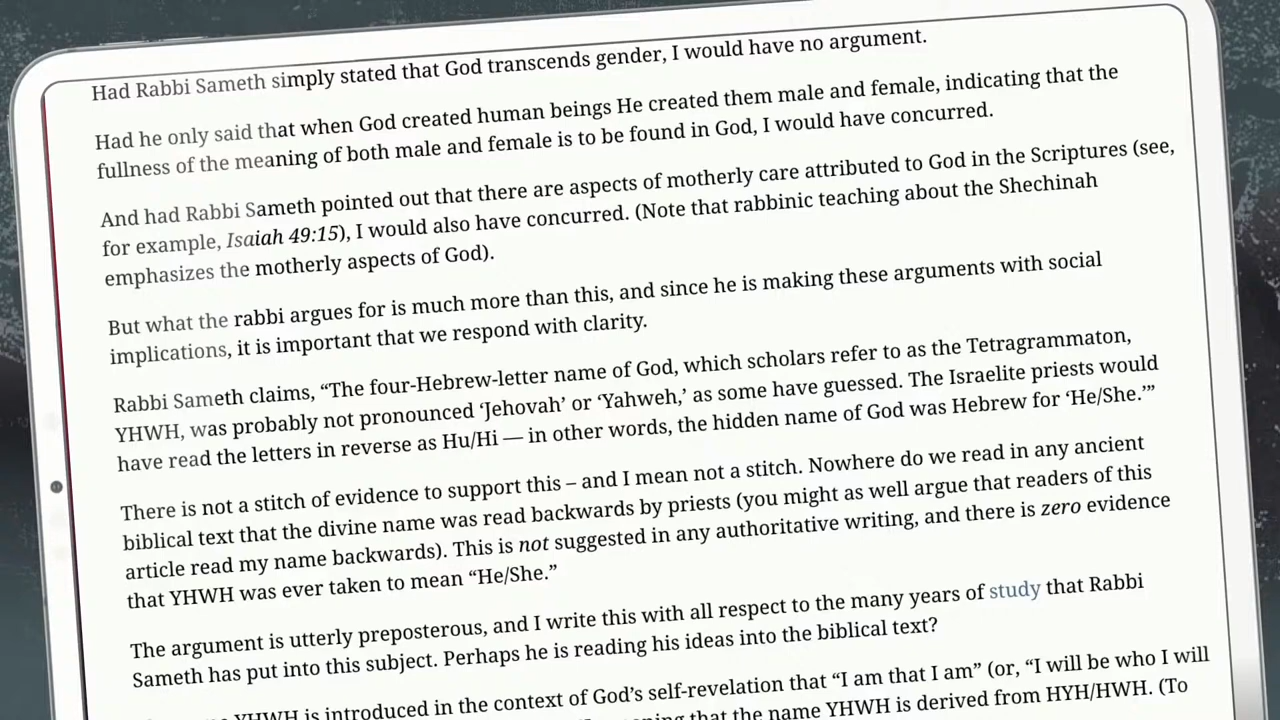 Had Rabbi Sameth simply stated that God transcends gender, I would have no argument.
Had he only said that when God created human beings He created them male and female, indicating that the
fullness of the meaning of both male and female is to be found in God, I would have concurred.
And had Rabbi Sameth pointed out that there are aspects of motherly care attributed to God in the Scriptures (see,
for example, Isaiah 49:15), I would also have concurred. (Note that rabbinic teaching about the Shechinah
emphasizes the motherly aspects of God).
But what the rabbi argues for is much more than this, and since he is making these arguments with social
implications, it is important that we respond with clarity.
Rabbi Sameth claims, “The four-Hebrew-letter name of God, which scholars refer to as the Tetragrammaton,
YHWH, was probably not pronounced ‘Jehovah’ or ‘Yahweh,’ as some have guessed. The Israelite priests would
have read the letters in reverse as Hu/Hi — in other words, the hidden name of God was Hebrew for ‘He/She.’”
There is not a stitch of evidence to support this – and I mean not a stitch. Nowhere do we read in any ancient
biblical text that the divine name was read backwards by priests (you might as well argue that readers of this
article read my name backwards). This is not suggested in any authoritative writing, and there is zero evidence
that YHWH was ever taken to mean “He/She.”
The argument is utterly preposterous, and I write this with all respect to the many years of study that Rabbi
Sameth has put into this subject. Perhaps he is reading his ideas into the biblical text?
YHWH is introduced in the context of God’s self-revelation that “I am that I am” (or, “I will be who I will
that the name YHWH is derived from HYH/HWH. (To